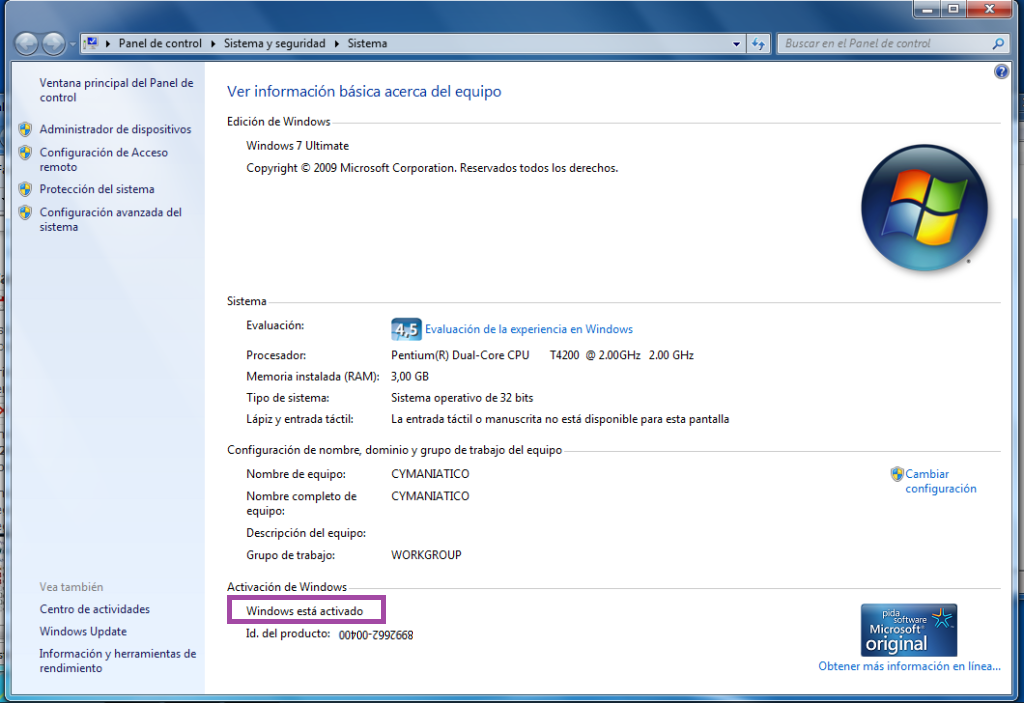 Panel de control ▸ Sistema y seguridad ▸ Sistema
Buscar en el Panel de control
Ventana principal del Panel de
control
Administrador de dispositivos
Configuración de Acceso
remoto
Protección del sistema
Configuración avanzada del
sistema
Ver información básica acerca del equipo
Edición de Windows
Windows 7 Ultimate
Copyright © 2009 Microsoft Corporation. Reservados todos los derechos.
Sistema
Evaluación: 4,5 Evaluación de la experiencia en Windows
Procesador: Pentium(R) Dual-Core CPU T4200 @ 2.00GHz 2.00 GHz
Memoria instalada (RAM): 3,00 GB
Tipo de sistema: Sistema operativo de 32 bits
Lápiz y entrada táctil: La entrada táctil o manuscrita no está disponible para esta pantalla
Configuración de nombre, dominio y grupo de trabajo del equipo
Nombre de equipo: CYMANIATICO
Cambiar
configuración
Nombre completo de
equipo: CYMANIATICO
Descripción del equipo:
Grupo de trabajo: WORKGROUP
Activación de Windows
Windows está activado
Id. del producto:
pida
software
Microsoft®
original
Obtener más información en línea...
Vea también
Centro de actividades
Windows Update
Información y herramientas de
rendimiento